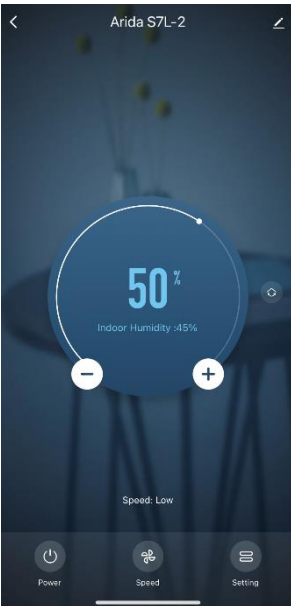 Arida S7L-2
50%
Indoor Humidity :45%
Speed: Low
Power
Speed
Setting